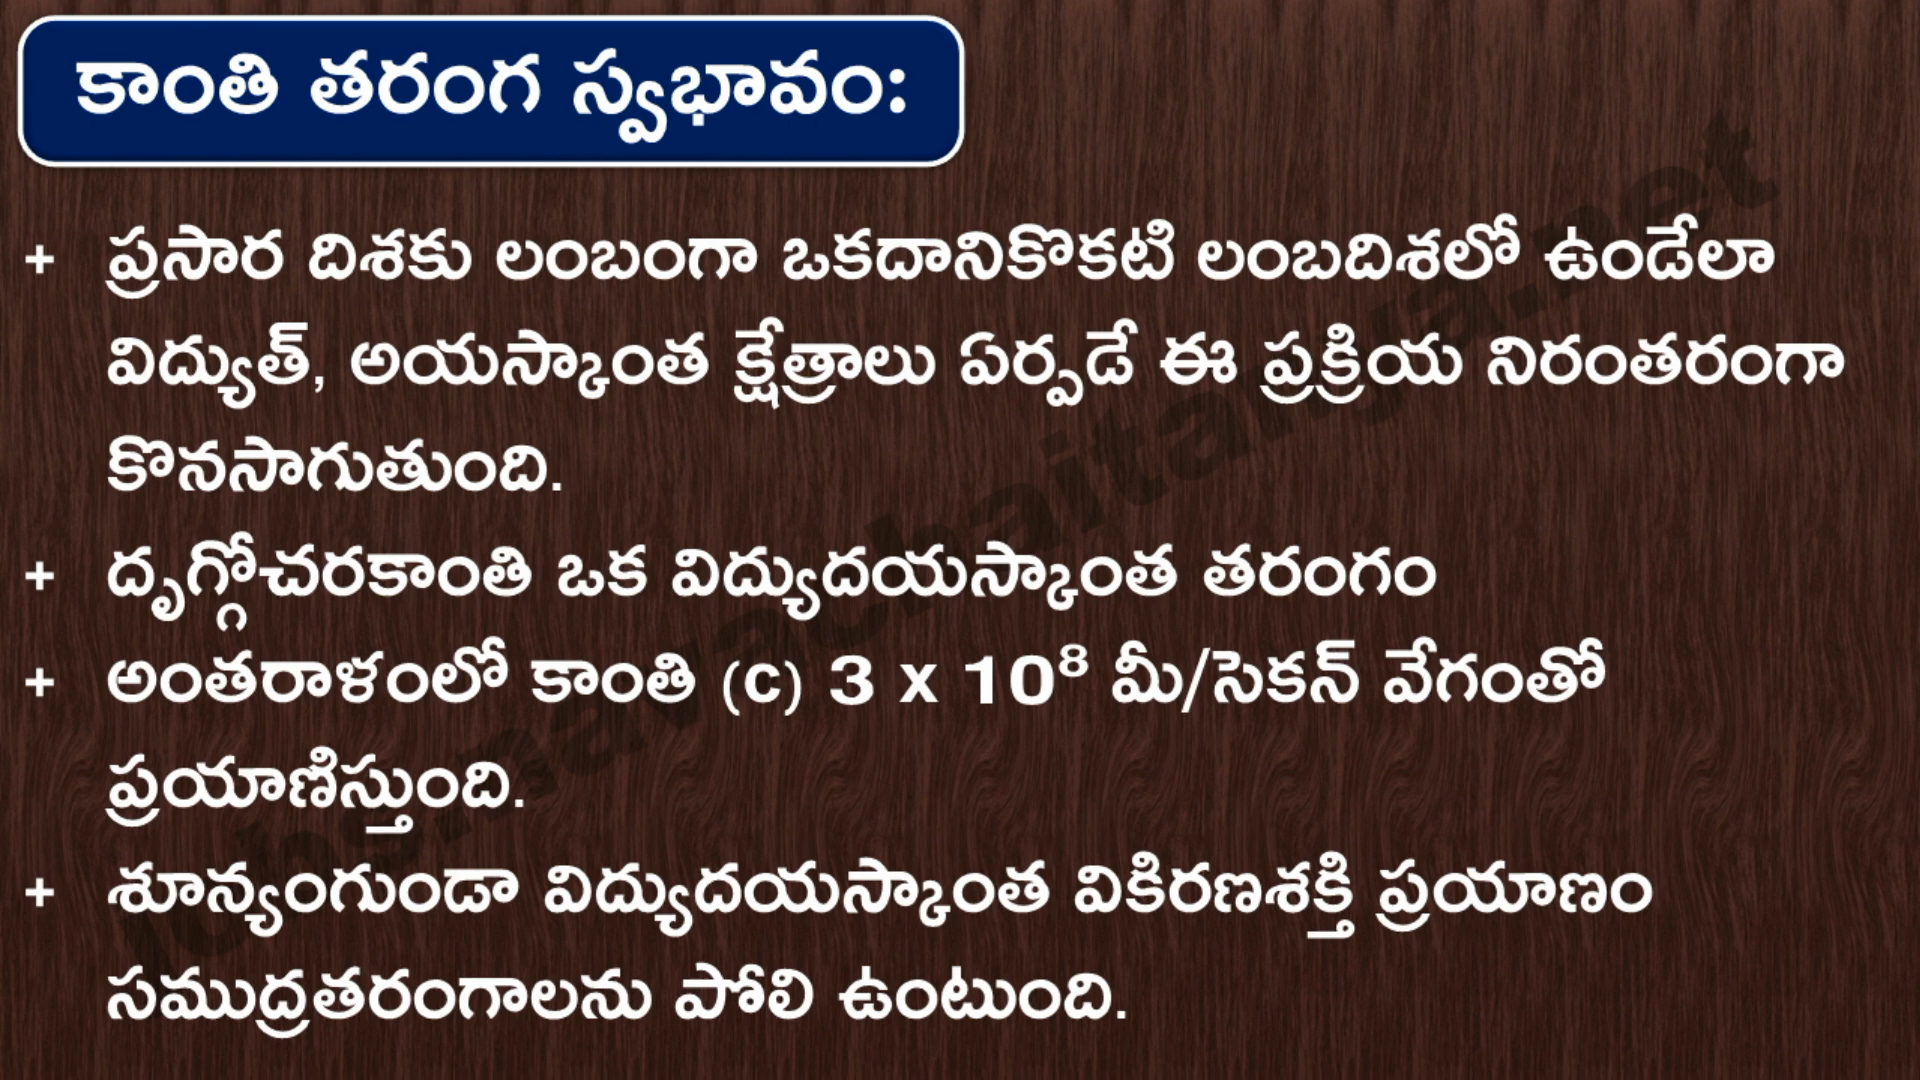 కాంతి తరంగ స్వభావం:
+ ప్రసార దిశకు లంబంగా ఒకదానికొకటి లంబదిశలో ఉండేలా
విద్యుత్, అయస్కాంత క్షేత్రాలు ఏర్పడే ఈ ప్రక్రియ నిరంతరంగా
కొనసాగుతుంది.
+ దృగ్గోచరకాంతి ఒక విద్యుదయస్కాంత తరంగం
+ అంతరాళంలో కాంతి (c) 3 x 10⁸ మీ/సెకన్ వేగంతో
ప్రయాణిస్తుంది.
+ శూన్యంగుండా విద్యుదయస్కాంత వికిరణశక్తి ప్రయాణం
సముద్రతరంగాలను పోలి ఉంటుంది.